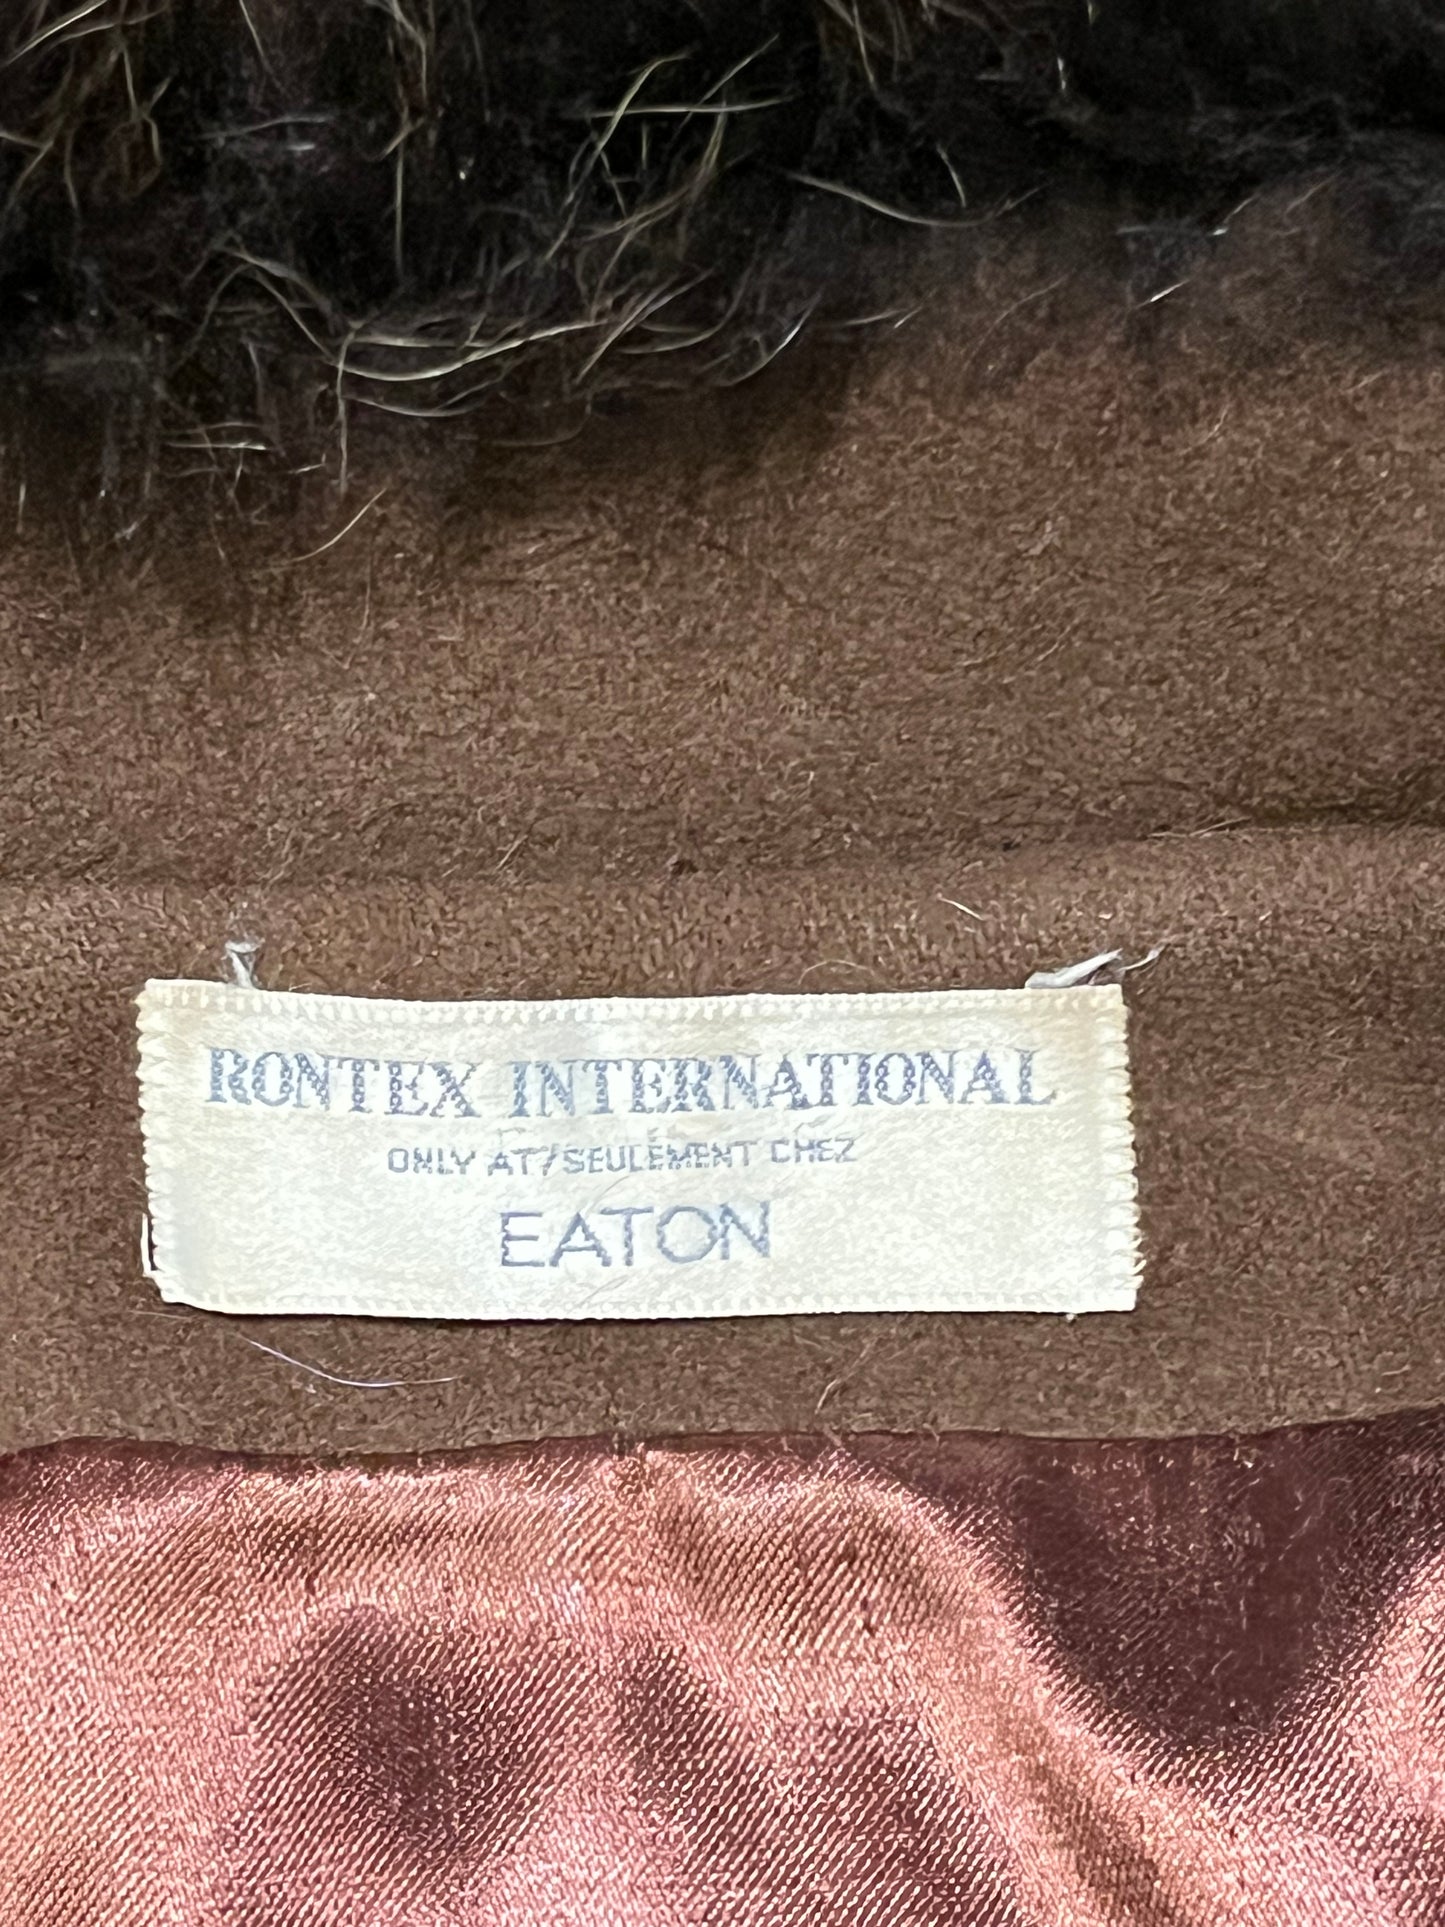 RONTEX INTERNATIONAL
ONLY AT/SEULEMENT CHEZ
EATON